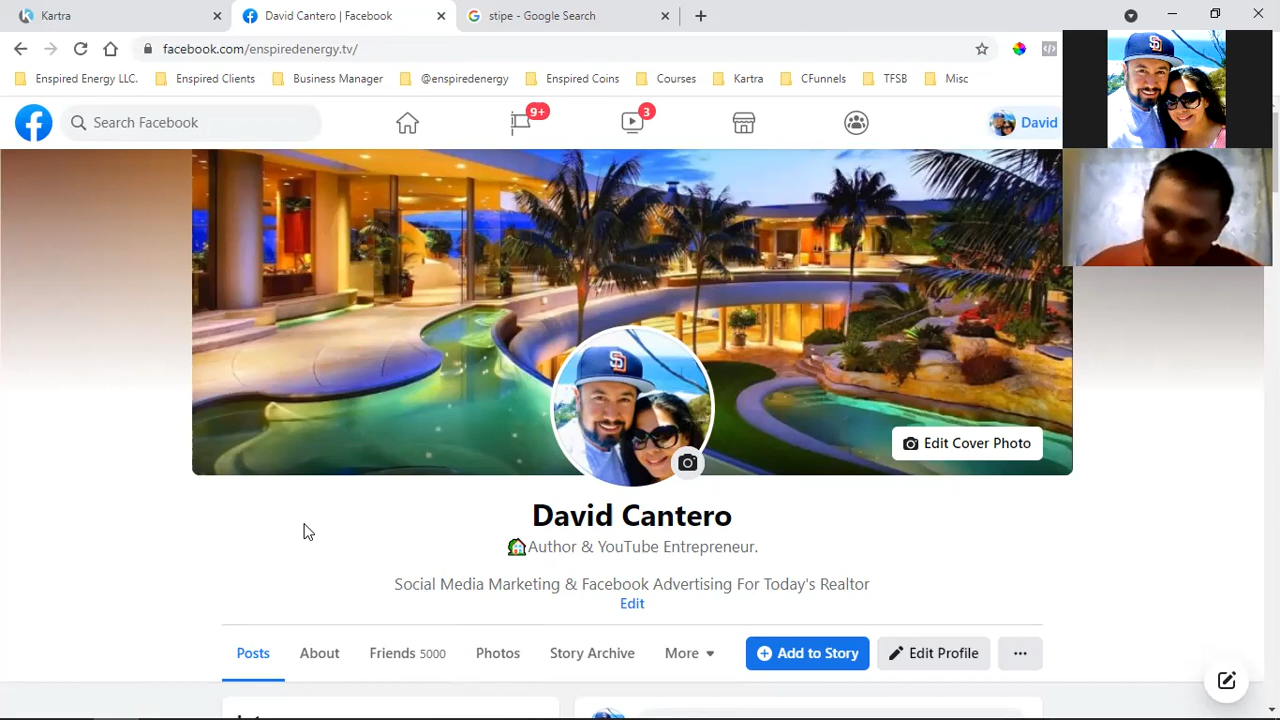 Kartra
David Cantero | Facebook
stipe - Google Search
facebook.com/enspiredenergy.tv/
Enspired Energy LLC.
Enspired Clients
Business Manager
@enspiredenergy
Enspired Coins
Courses
Kartra
CFunnels
TFSB
Misc
Search Facebook
9+
3
David
Edit Cover Photo
David Cantero
Author & YouTube Entrepreneur.
Social Media Marketing & Facebook Advertising For Today's Realtor
Edit
Posts
About
Friends 5000
Photos
Story Archive
More
Add to Story
Edit Profile